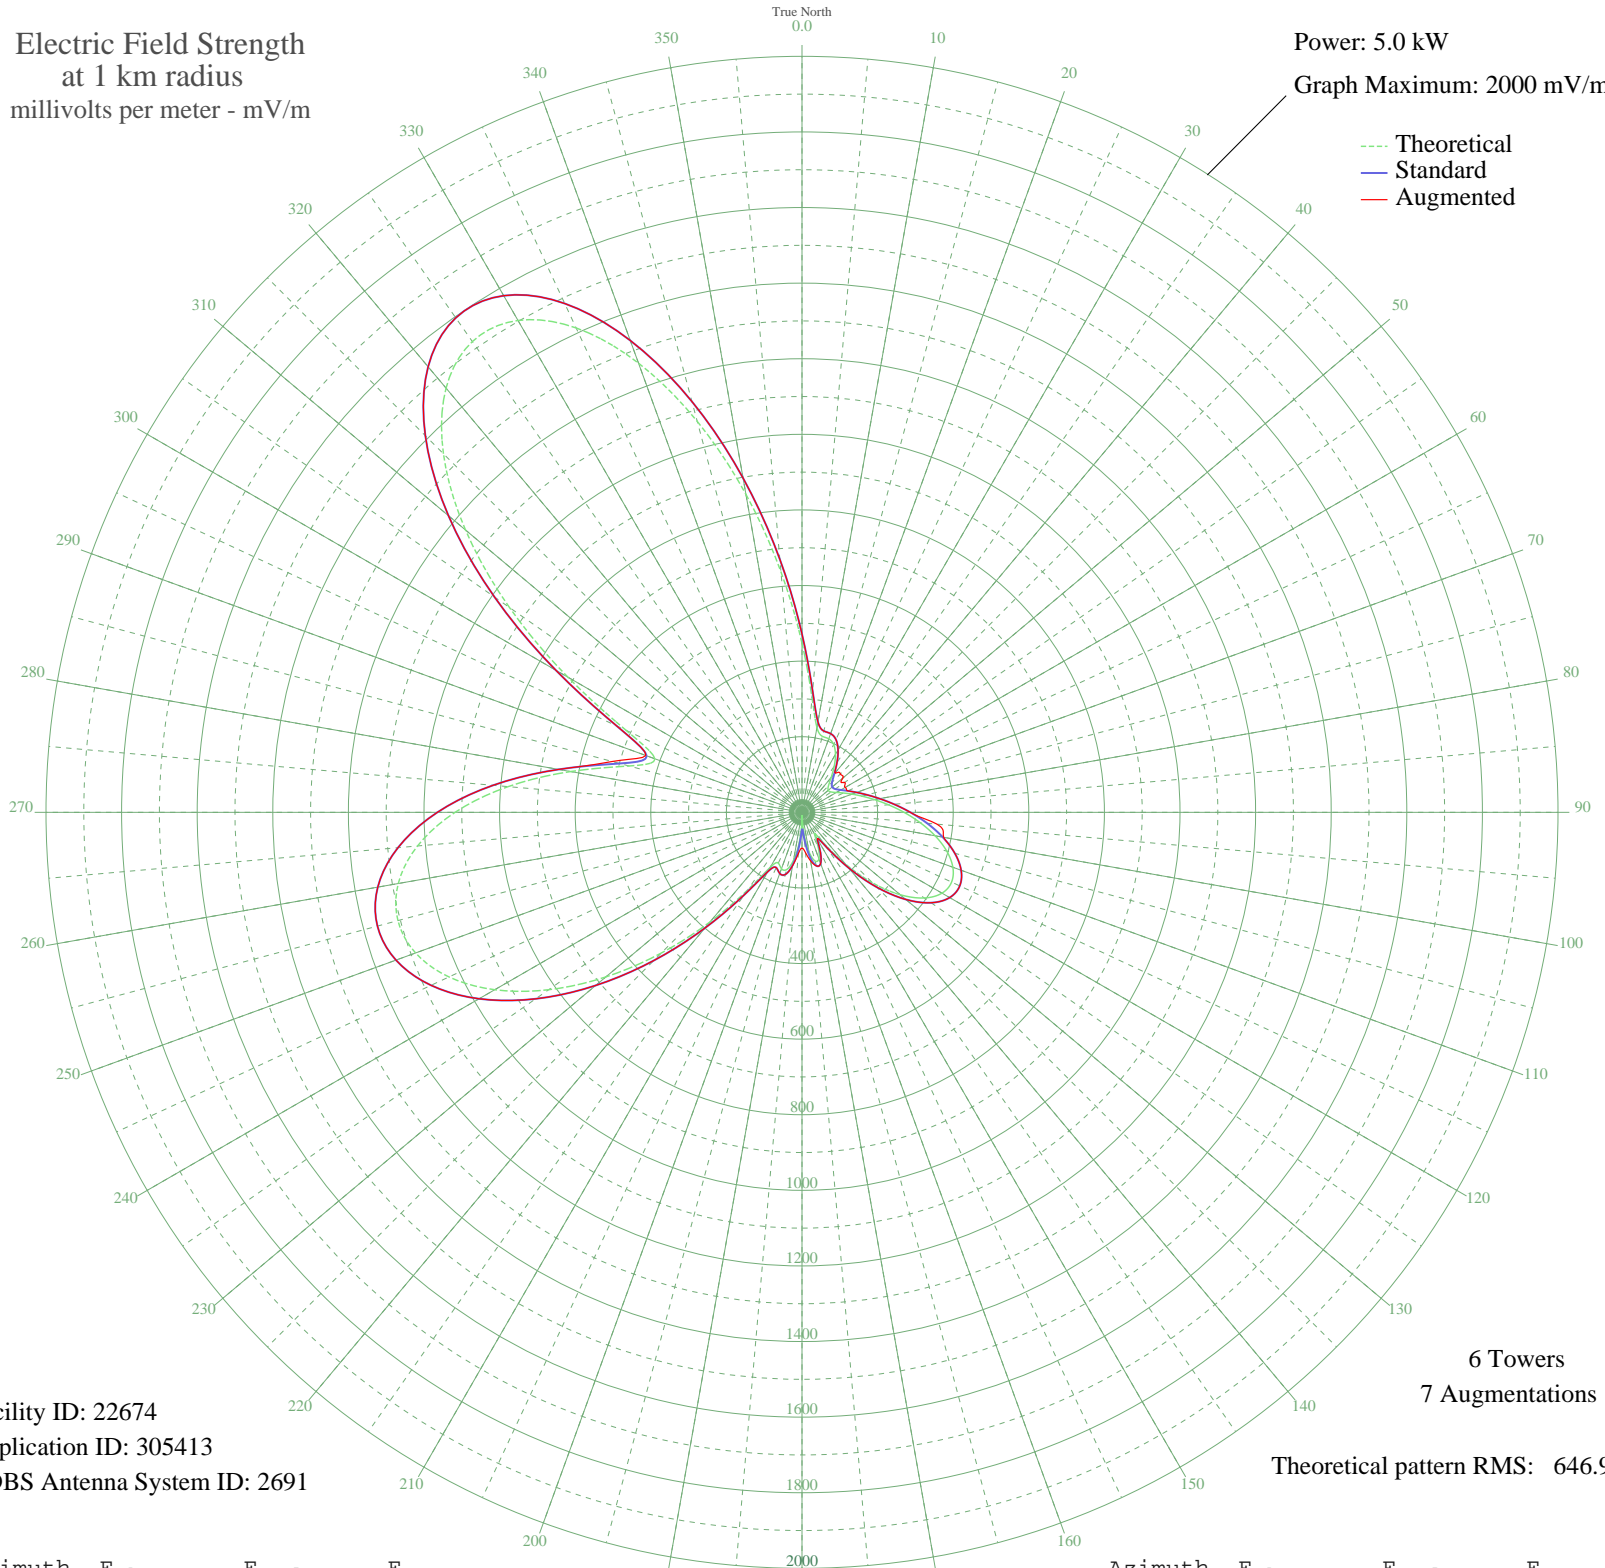 True North
0.0
Electric Field Strength
at 1 km radius
millivolts per meter - mV/m
Power: 5.0 kW
Graph Maximum: 2000 mV/m
Theoretical
Standard
Augmented
10
20
30
40
50
60
70
80
90
100
110
120
130
140
150
160
200
210
220
230
240
250
260
270
280
290
300
310
320
330
340
350
400
600
800
1000
1200
1400
1600
1800
2000
6 Towers
7 Augmentations
Theoretical pattern RMS: 646.9
cility ID: 22674
plication ID: 305413
DBS Antenna System ID: 2691
imuth E E E
Azimuth E E E